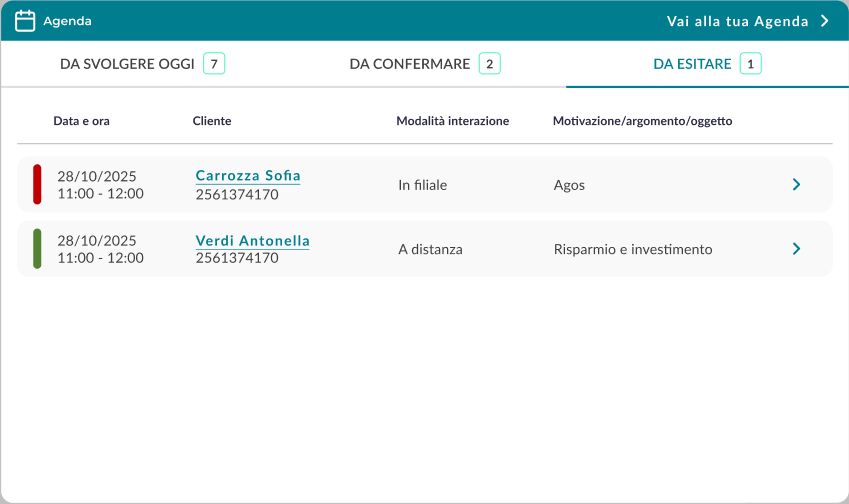 Agenda
Vai alla tua Agenda
DA SVOLGERE OGGI 7
DA CONFERMARE 2
DA ESITARE 1
Data e ora
Cliente
Modalità interazione
Motivazione/argomento/oggetto
28/10/2025
11:00 - 12:00
Carrozza Sofia
2561374170
In filiale
Agos
28/10/2025
11:00 - 12:00
Verdi Antonella
2561374170
A distanza
Risparmio e investimento